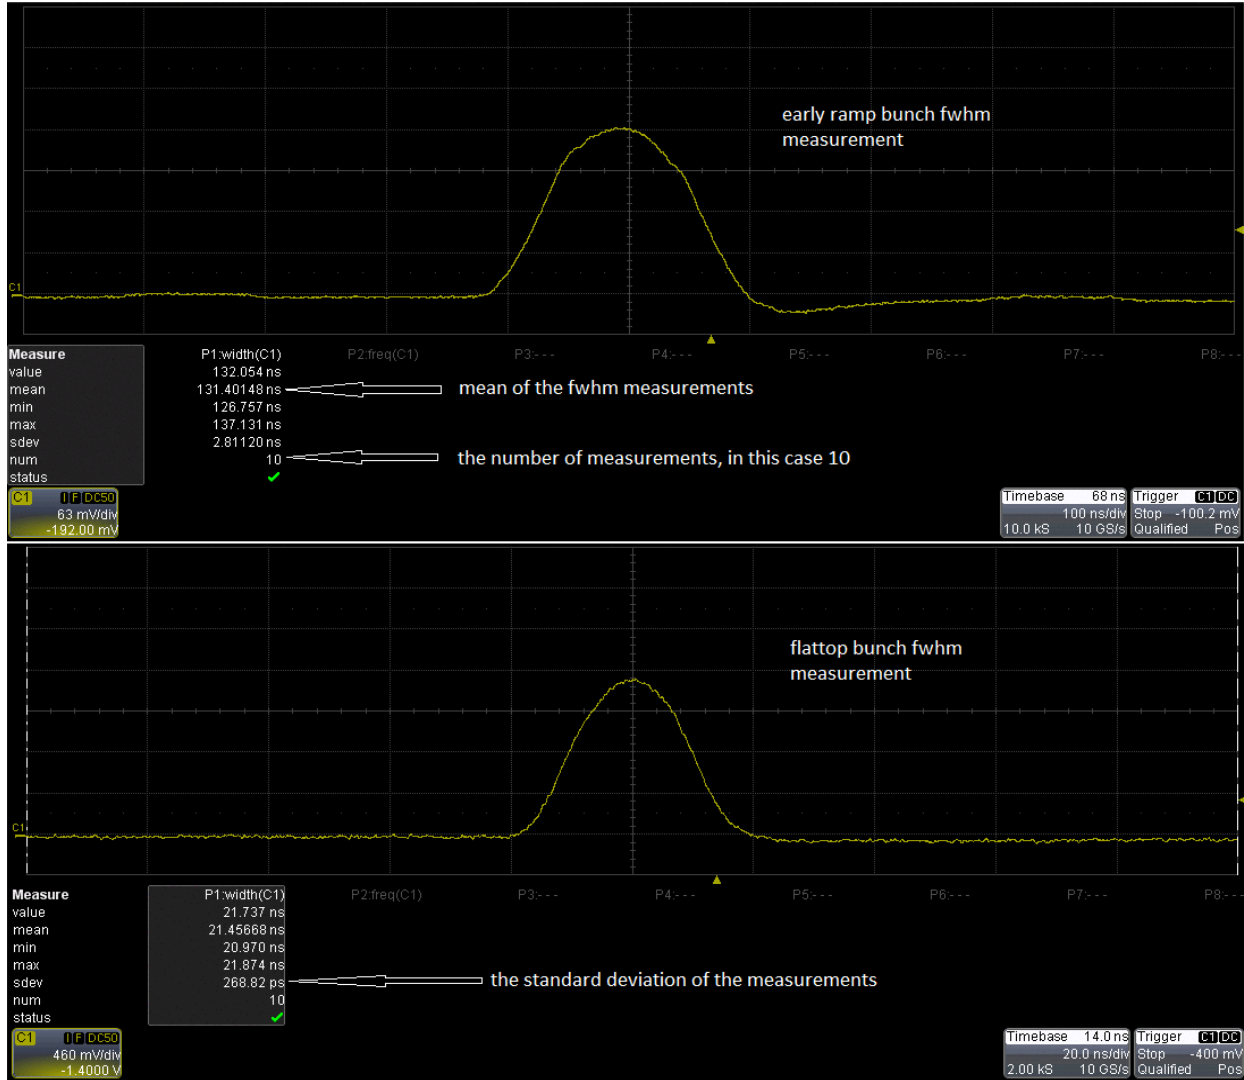 early ramp bunch fwhm
measurement
C1
Measure P1:width(C1) P2:freq(C1) P3:- - - P4:- - - P5:- - - P6:- - - P7:- - - P8:- - -
value 132.054 ns
mean 131.40148 ns mean of the fwhm measurements
min 126.757 ns
max 137.131 ns
sdev 2.81120 ns
num 10 the number of measurements, in this case 10
status
C1 I F DC50 Timebase 68 ns Trigger C1 DC
63 mV/div 100 ns/div Stop -100.2 mV
-192.00 mV 10.0 kS 10 GS/s Qualified Pos
flattop bunch fwhm
measurement
C1
Measure P1:width(C1) P2:freq(C1) P3:- - - P4:- - - P5:- - - P6:- - - P7:- - - P8:- - -
value 21.737 ns
mean 21.45668 ns
min 20.970 ns
max 21.874 ns
sdev 268.82 ps the standard deviation of the measurements
num 10
status
C1 I F DC50 Timebase 14.0 ns Trigger C1 DC
460 mV/div 20.0 ns/div Stop -400 mV
-1.4000 V 2.00 kS 10 GS/s Qualified Pos